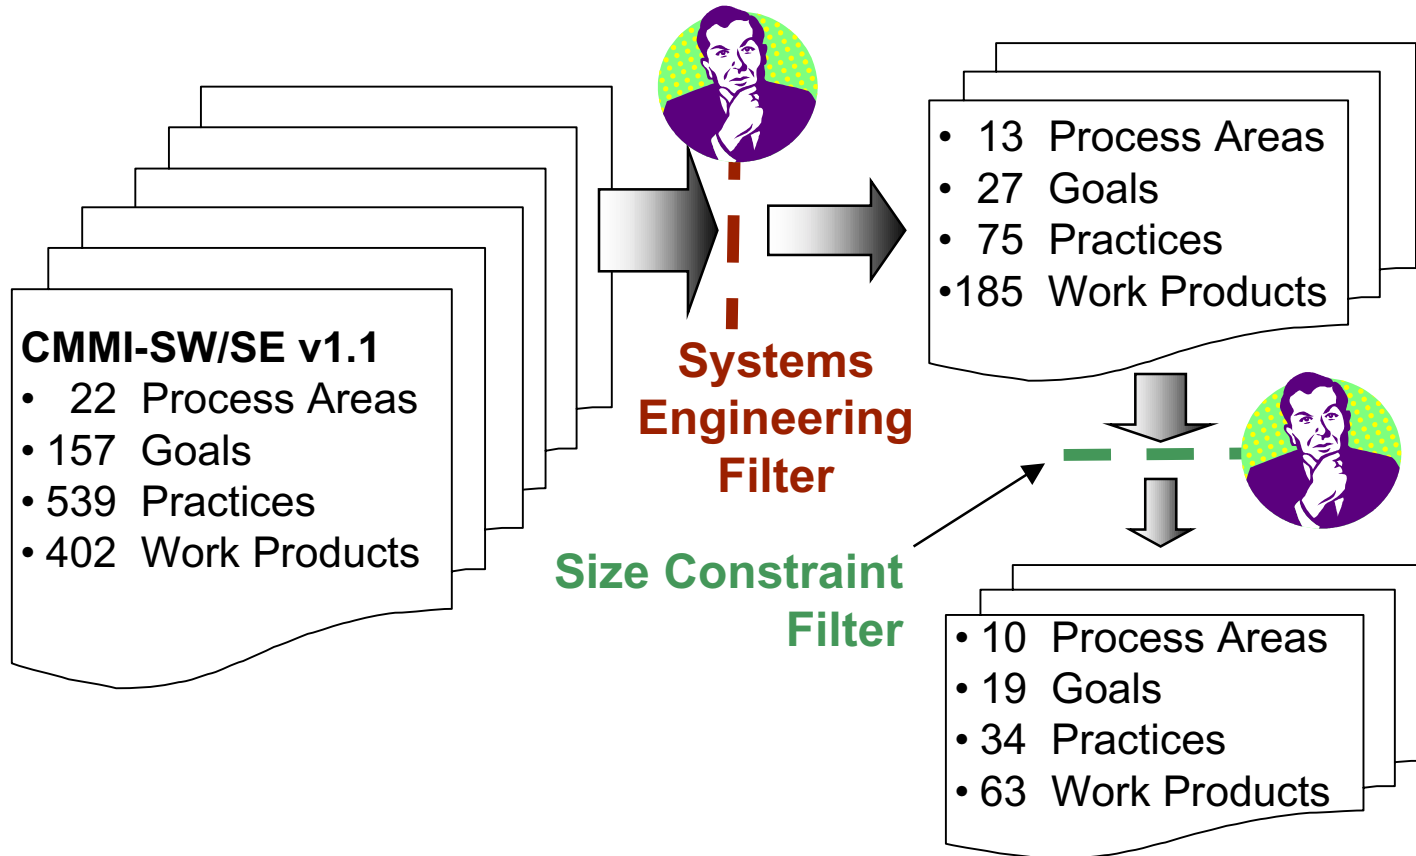 CMMI-SW/SE v1.1
• 22 Process Areas
• 157 Goals
• 539 Practices
• 402 Work Products
Systems
Engineering
Filter
• 13 Process Areas
• 27 Goals
• 75 Practices
•185 Work Products
Size Constraint
Filter
• 10 Process Areas
• 19 Goals
• 34 Practices
• 63 Work Products